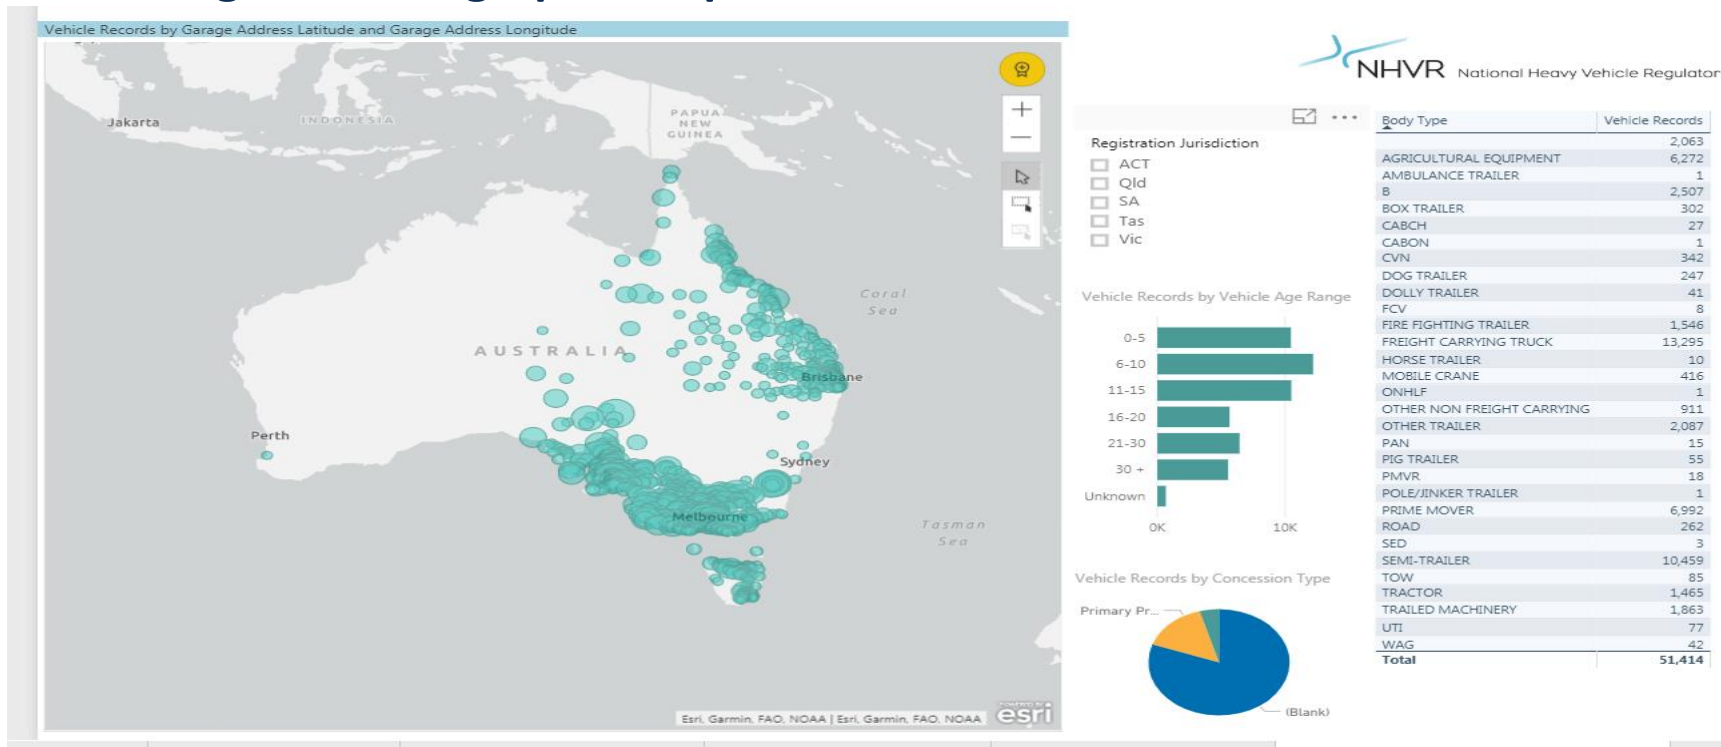 Vehicle Records by Garage Address Latitude and Garage Address Longitude
Jakarta
INDONESIA
PAPUA
NEW
GUINEA
Coral
Sea
AUSTRALIA
Brisbane
Perth
Sydney
Melbourne
Tasman
Sea
Esri, Garmin, FAO, NOAA | Esri, Garmin, FAO, NOAA
POWERED BY
esri
NHVR National Heavy Vehicle Regulator
Registration Jurisdiction
ACT
Qld
SA
Tas
Vic
Vehicle Records by Vehicle Age Range
0-5
6-10
11-15
16-20
21-30
30 +
Unknown
0K 10K
Vehicle Records by Concession Type
Primary Pr...
(Blank)
Body Type Vehicle Records
2,063
AGRICULTURAL EQUIPMENT 6,272
AMBULANCE TRAILER 1
B 2,507
BOX TRAILER 302
CABCH 27
CABON 1
CVN 342
DOG TRAILER 247
DOLLY TRAILER 41
FCV 8
FIRE FIGHTING TRAILER 1,546
FREIGHT CARRYING TRUCK 13,295
HORSE TRAILER 10
MOBILE CRANE 416
ONHLF 1
OTHER NON FREIGHT CARRYING 911
OTHER TRAILER 2,087
PAN 15
PIG TRAILER 55
PMVR 18
POLE/JINKER TRAILER 1
PRIME MOVER 6,992
ROAD 262
SED 3
SEMI-TRAILER 10,459
TOW 85
TRACTOR 1,465
TRAILED MACHINERY 1,863
UTI 77
WAG 42
Total 51,414